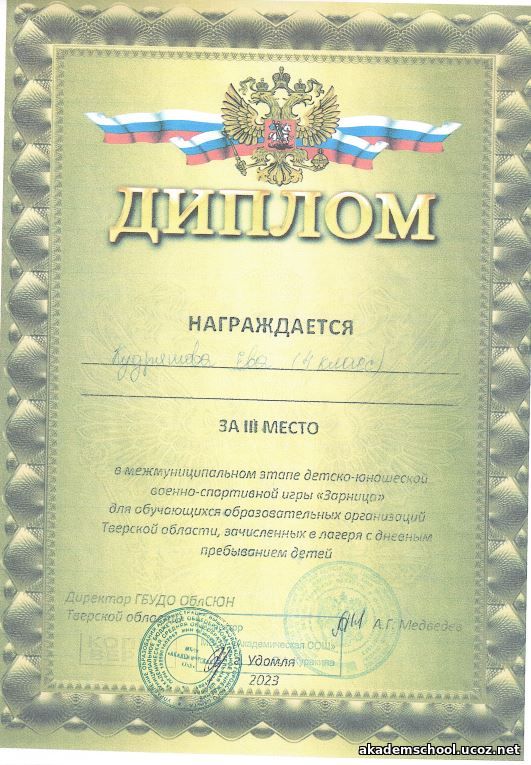 ДИПЛОМ
НАГРАЖДАЕТСЯ
Кудряшова Ева (4 класс)
ЗА III МЕСТО
в межмуниципальном этапе детско-юношеской
военно-спортивной игры «Зарница»
для обучающихся образовательных организаций
Тверской области, зачисленных в лагеря с дневным
пребыванием детей
Директор ГБУДО ОблСЮН
Тверской области
А.Г. Медведев
«Академическая СОШ»
г. Удомля
2023
akademschool.ucoz.net